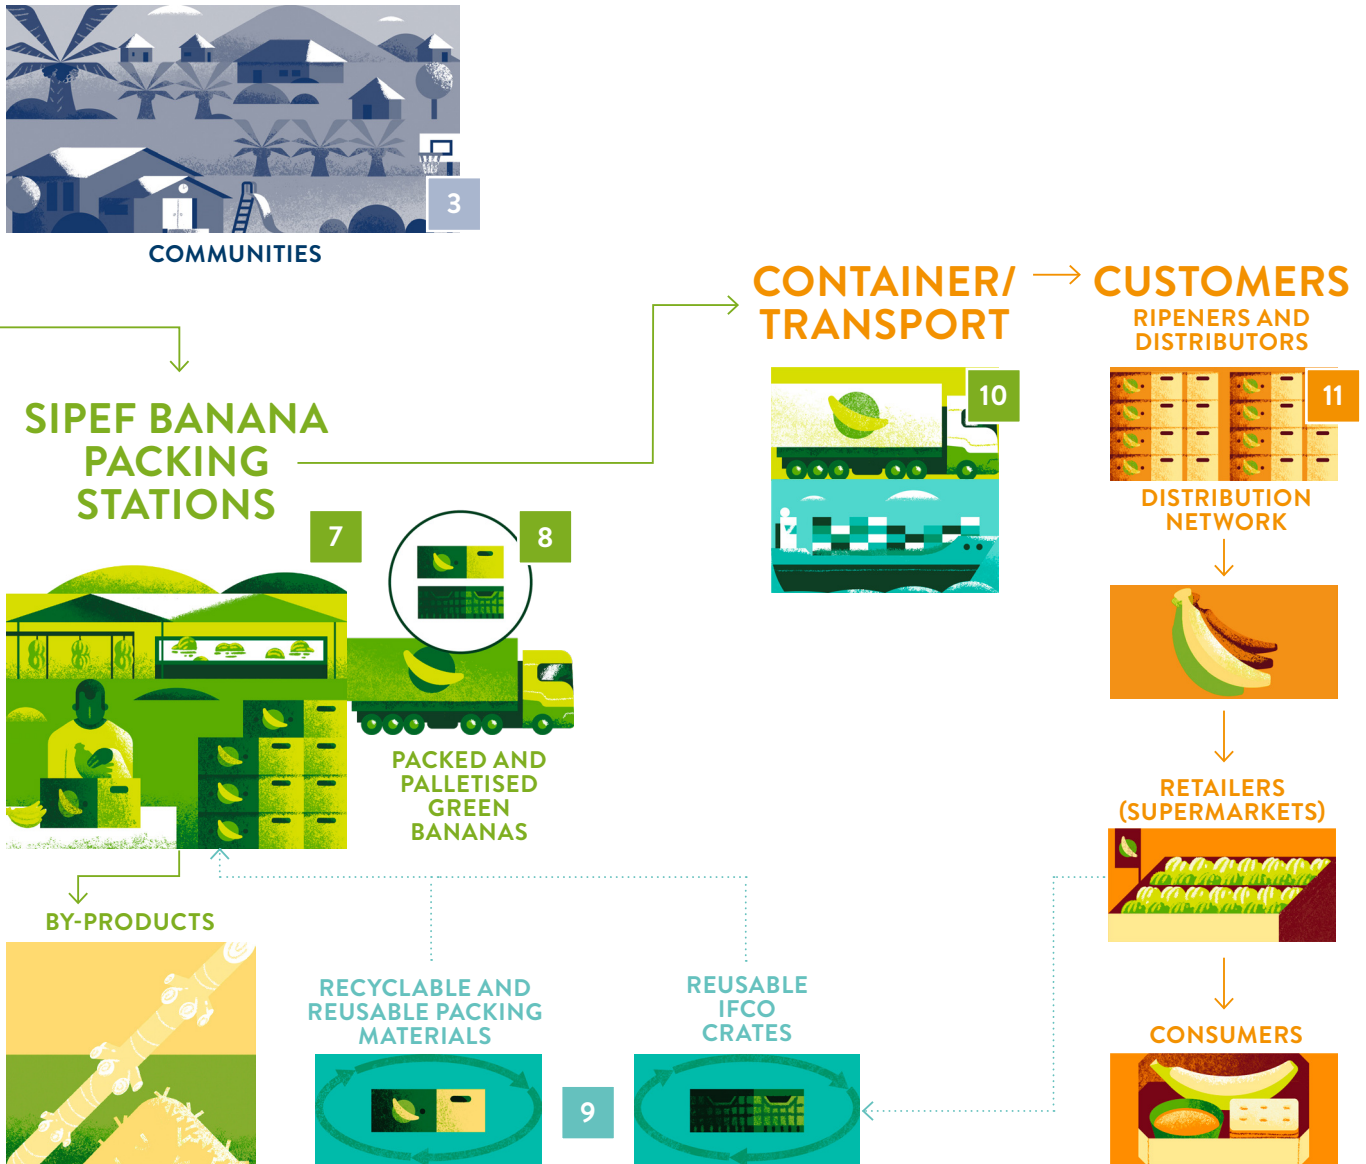 3
COMMUNITIES
CONTAINER/
TRANSPORT
10
CUSTOMERS
RIPENERS AND
DISTRIBUTORS
11
DISTRIBUTION
NETWORK
SIPEF BANANA
PACKING
STATIONS
7
8
PACKED AND
PALLETISED
GREEN
BANANAS
RETAILERS
(SUPERMARKETS)
BY-PRODUCTS
RECYCLABLE AND
REUSABLE PACKING
MATERIALS
9
REUSABLE
IFCO
CRATES
CONSUMERS